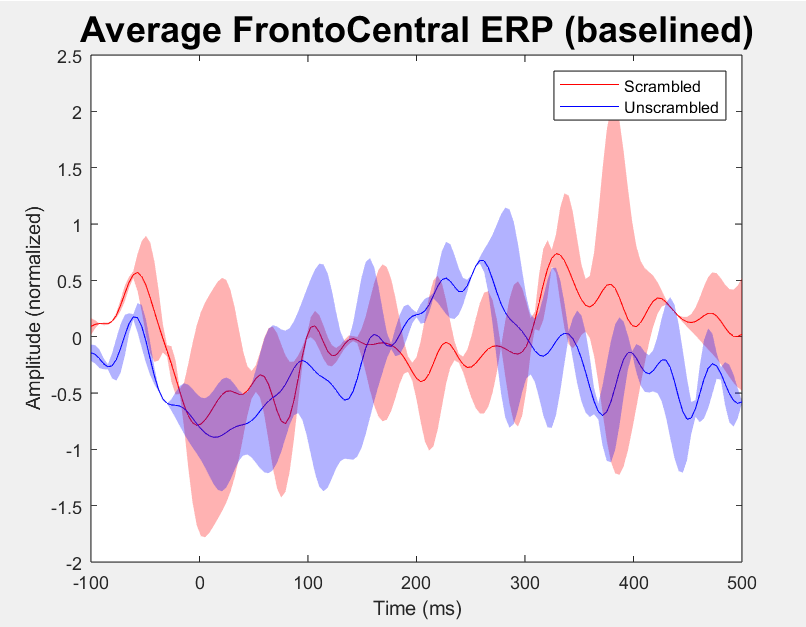 Average FrontoCentral ERP (baselined)
2.5
2
1.5
1
0.5
0
-0.5
-1
-1.5
-2
Amplitude (normalized)
Scrambled
Unscrambled
-100 0 100 200 300 400 500
Time (ms)